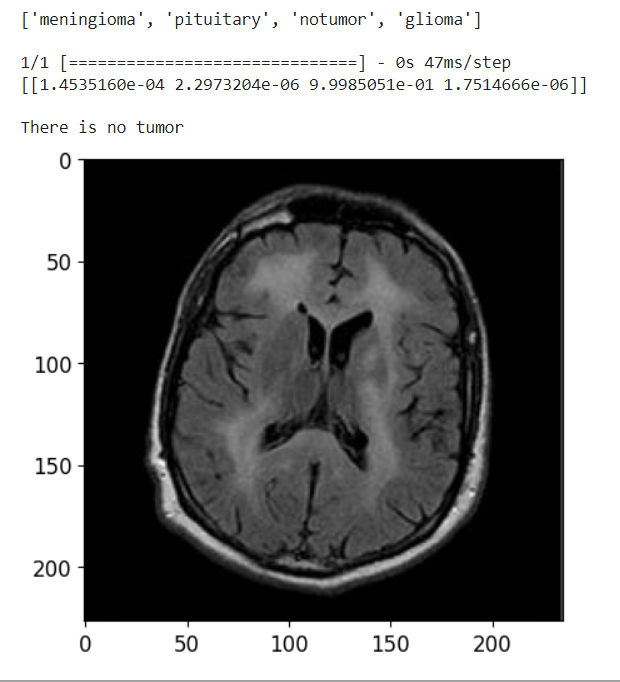 ['meningioma', 'pituitary', 'notumor', 'glioma']
1/1 [==============================] - 0s 47ms/step
[[1.4535160e-04 2.2973204e-06 9.9985051e-01 1.7514666e-06]]
There is no tumor
0
50
100
150
200
0 50 100 150 200